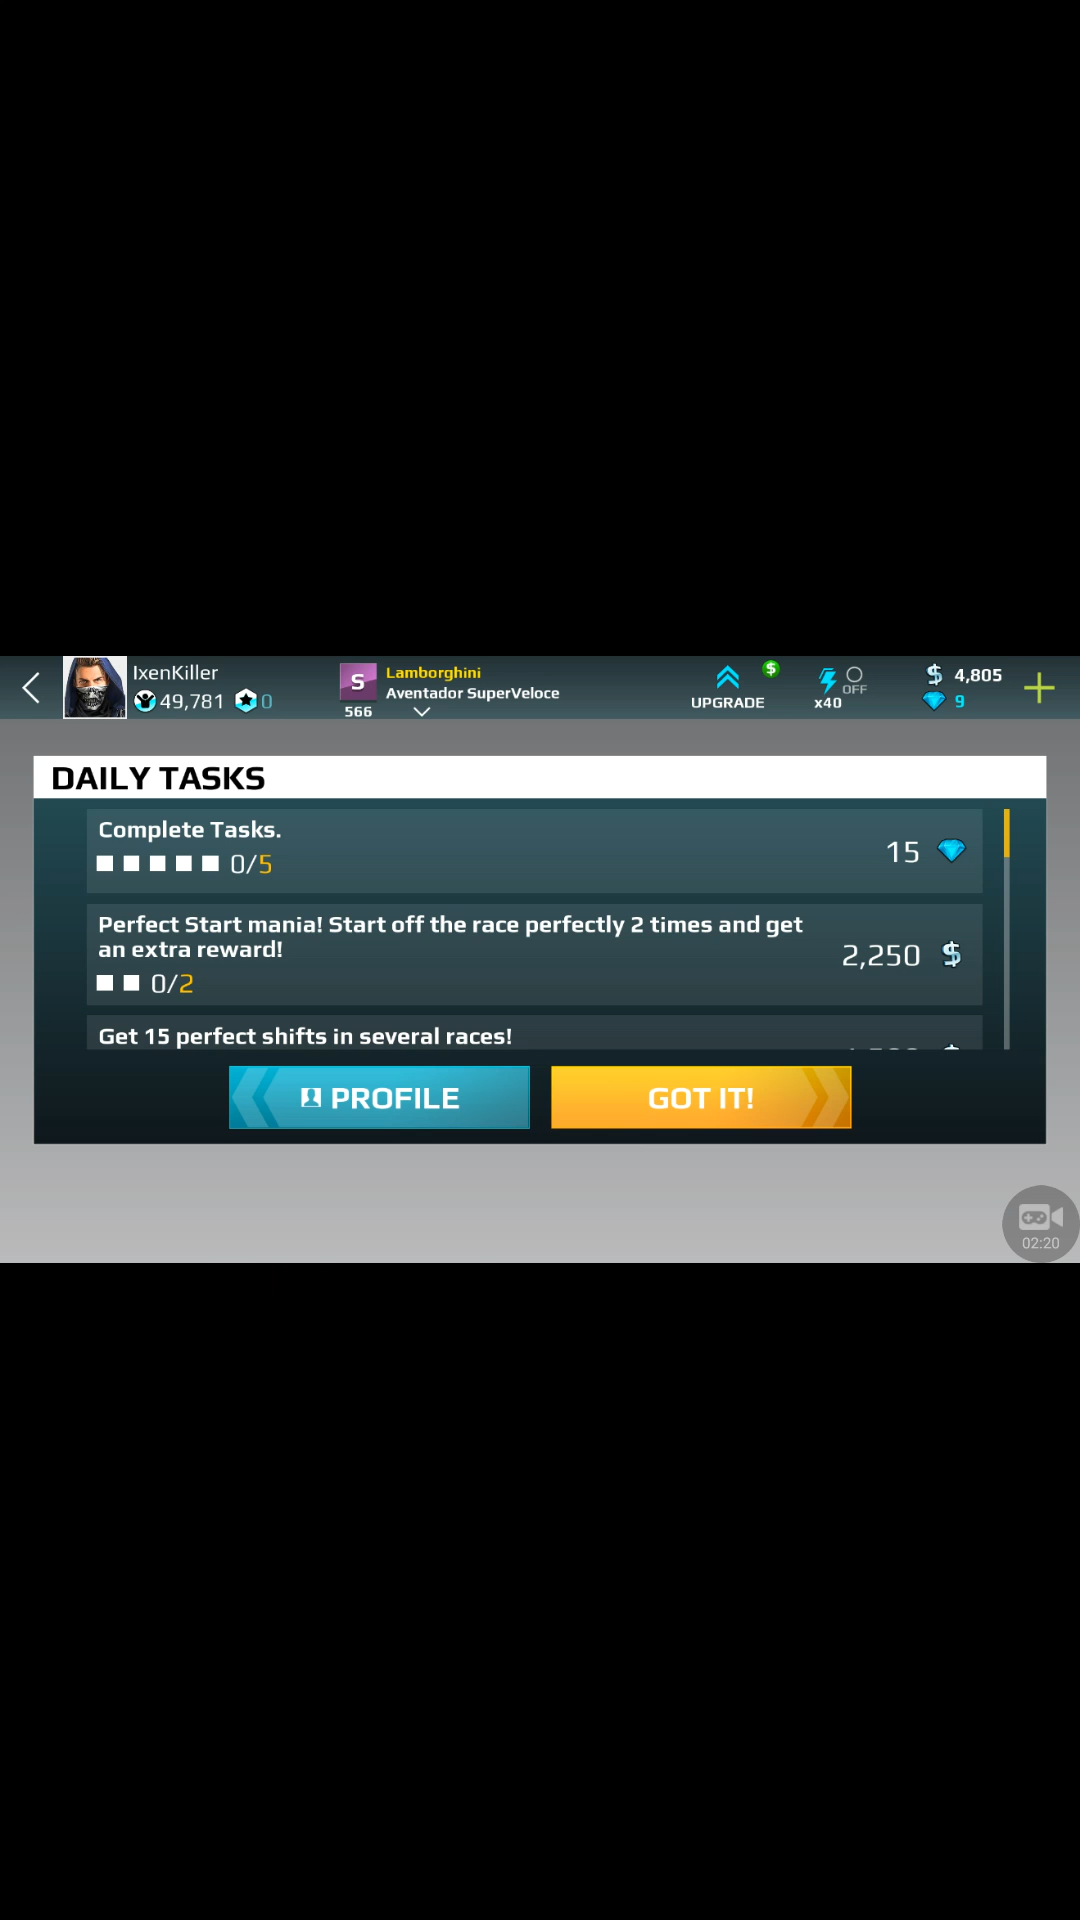 IxenKiller
49,781 0
S
566
Lamborghini
Aventador SuperVeloce
UPGRADE
$
x40
OFF
$ 4,805
9
DAILY TASKS
Complete Tasks.
0/5
15
Perfect Start mania! Start off the race perfectly 2 times and get
an extra reward!
0/2
2,250 $
Get 15 perfect shifts in several races!
PROFILE
GOT IT!
02:20